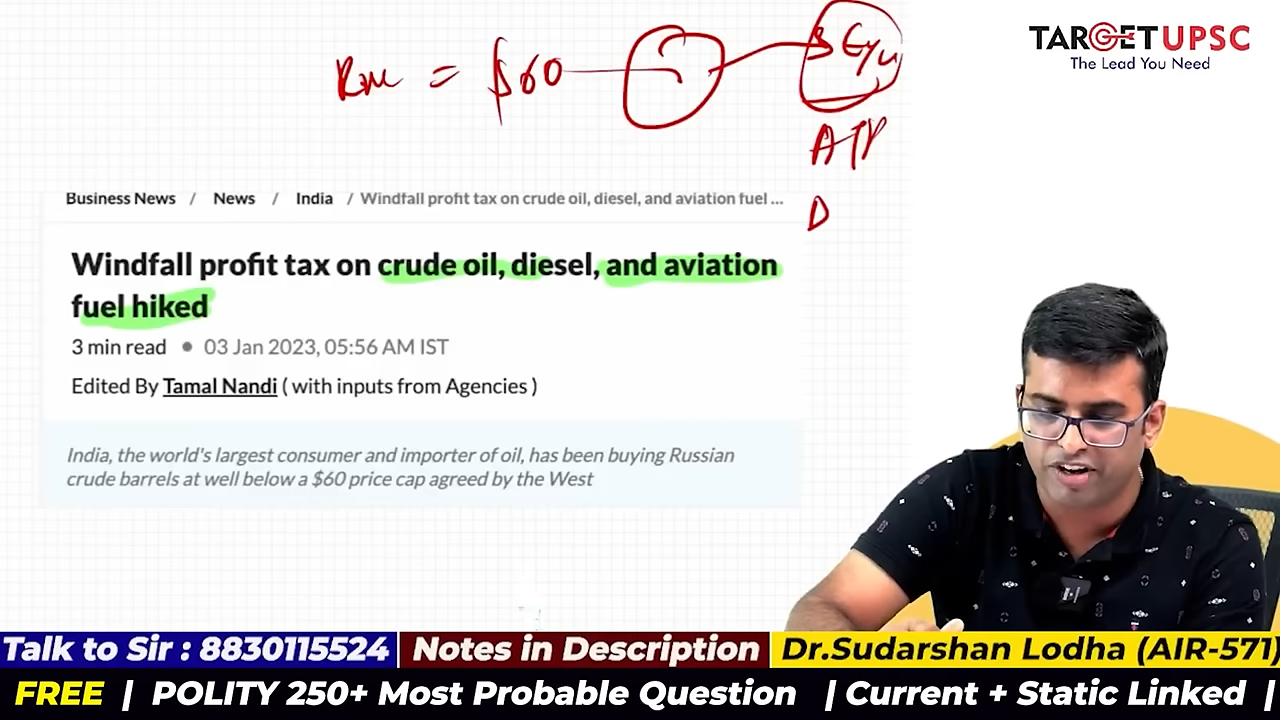 = $60
TARGET UPSC
The Lead You Need
Business News / News / India / Windfall profit tax on crude oil, diesel, and aviation fuel ...
D
Windfall profit tax on crude oil, diesel, and aviation
fuel hiked
3 min read • 03 Jan 2023, 05:56 AM IST
Edited By Tamal Nandi ( with inputs from Agencies )
India, the world's largest consumer and importer of oil, has been buying Russian
crude barrels at well below a $60 price cap agreed by the West
Talk to Sir : 8830115524 Notes in Description Dr.Sudarshan Lodha (AIR-571)
FREE | POLITY 250+ Most Probable Question | Current + Static Linked |